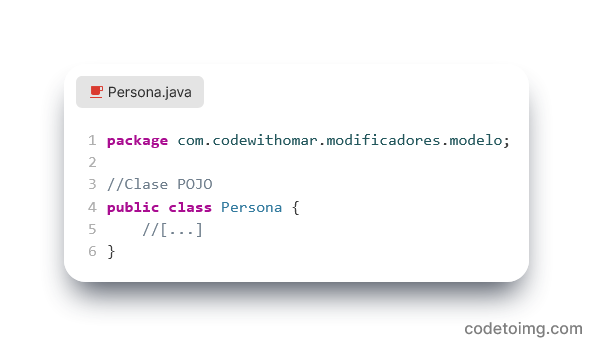 Persona.java
1 package com.codewithomar.modificadores.modelo;
2
3 //Clase POJO
4 public class Persona {
5     //[...]
6 }
codetoimg.com